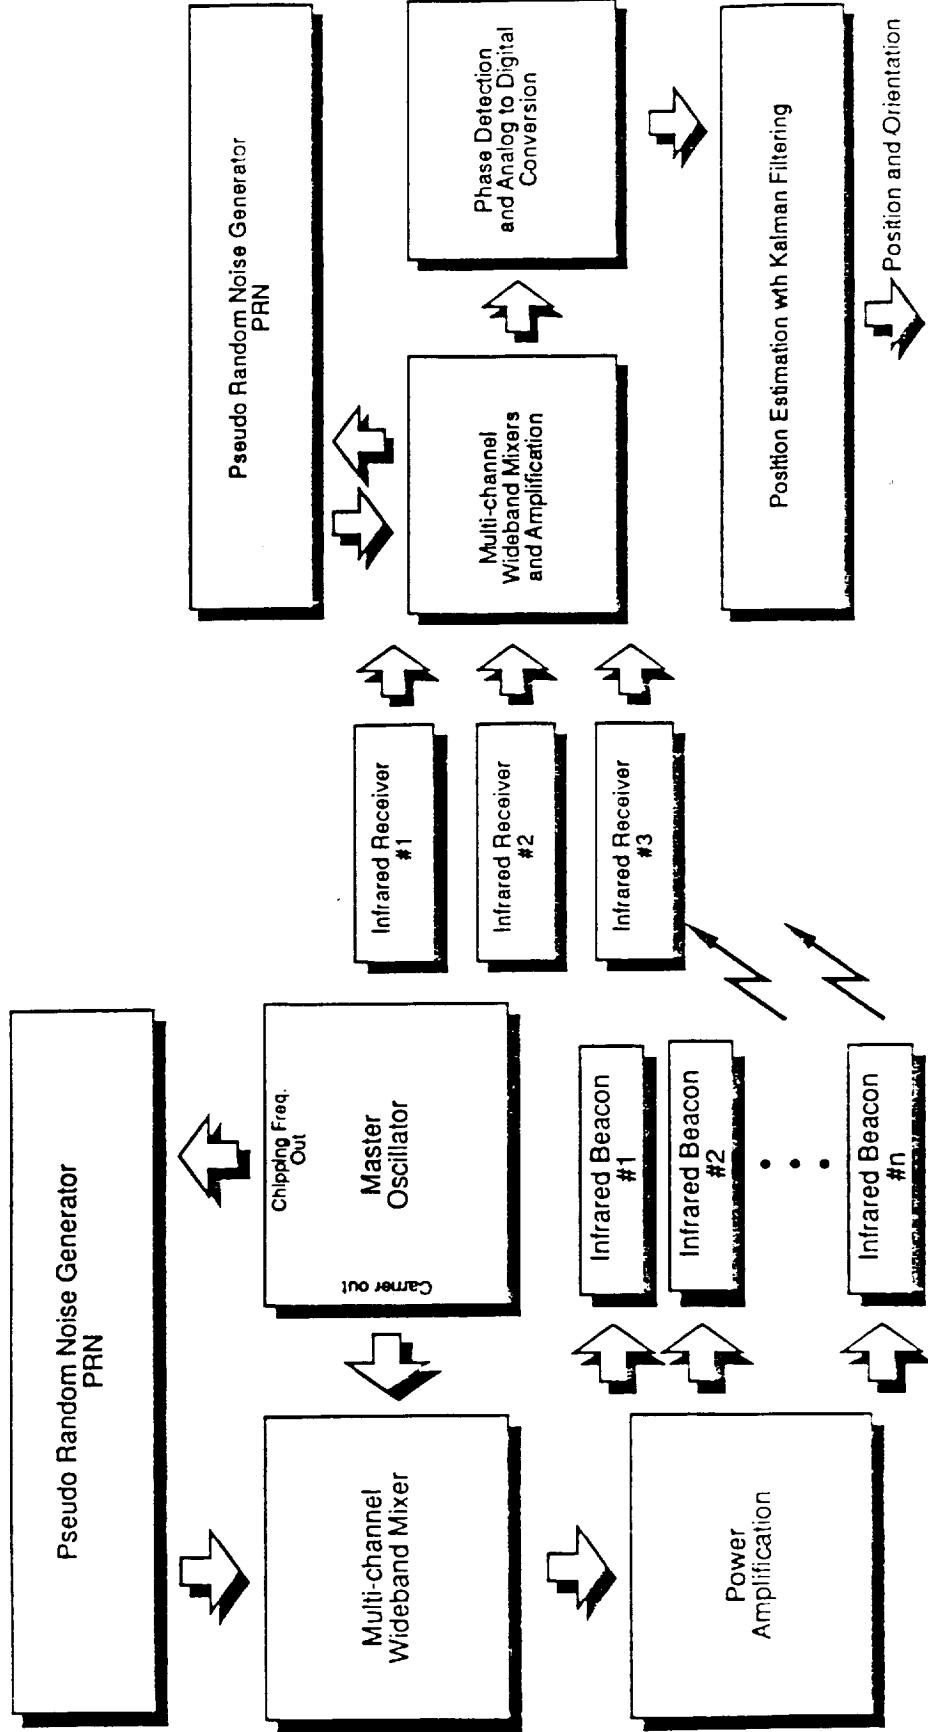 Pseudo Random Noise Generator
PRN
Chipping Freq.
Out
Master
Oscillator
Carrier out
Multi-channel
Wideband Mixer
Power
Amplification
Infrared Beacon
#1
Infrared Beacon
#2
Infrared Beacon
#n
Infrared Receiver
#1
Infrared Receiver
#2
Infrared Receiver
#3
Pseudo Random Noise Generator
PRN
Multi-channel
Wideband Mixers
and Amplification
Phase Detection
and Analog to Digital
Conversion
Position Estimation wth Kalman Filtering
Position and Orientation